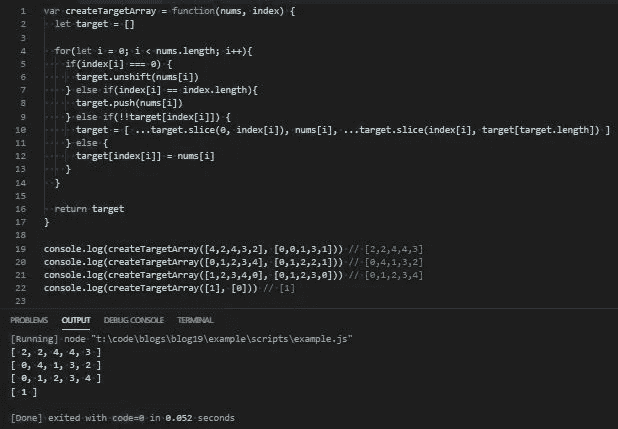 1 var createTargetArray = function(nums, index) {
2   let target = []
3
4   for(let i = 0; i < nums.length; i++){
5     if(index[i] === 0) {
6       target.unshift(nums[i])
7     } else if(index[i] == index.length){
8       target.push(nums[i])
9     } else if(!!target[index[i]]) {
10       target = [ ...target.slice(0, index[i]), nums[i], ...target.slice(index[i], target[target.length]) ]
11     } else {
12       target[index[i]] = nums[i]
13     }
14   }
15
16   return target
17 }
18
19 console.log(createTargetArray([4,2,4,3,2], [0,0,1,3,1])) // [2,2,4,4,3]
20 console.log(createTargetArray([0,1,2,3,4], [0,1,2,2,1])) // [0,4,1,3,2]
21 console.log(createTargetArray([1,2,3,4,0], [0,1,2,3,0])) // [0,1,2,3,4]
22 console.log(createTargetArray([1], [0])) // [1]
23
PROBLEMS OUTPUT DEBUG CONSOLE TERMINAL
[Running] node "t:\code\blogs\blog19\example\scripts\example.js"
[ 2, 2, 4, 4, 3 ]
[ 0, 4, 1, 3, 2 ]
[ 0, 1, 2, 3, 4 ]
[ 1 ]
[Done] exited with code=0 in 0.052 seconds